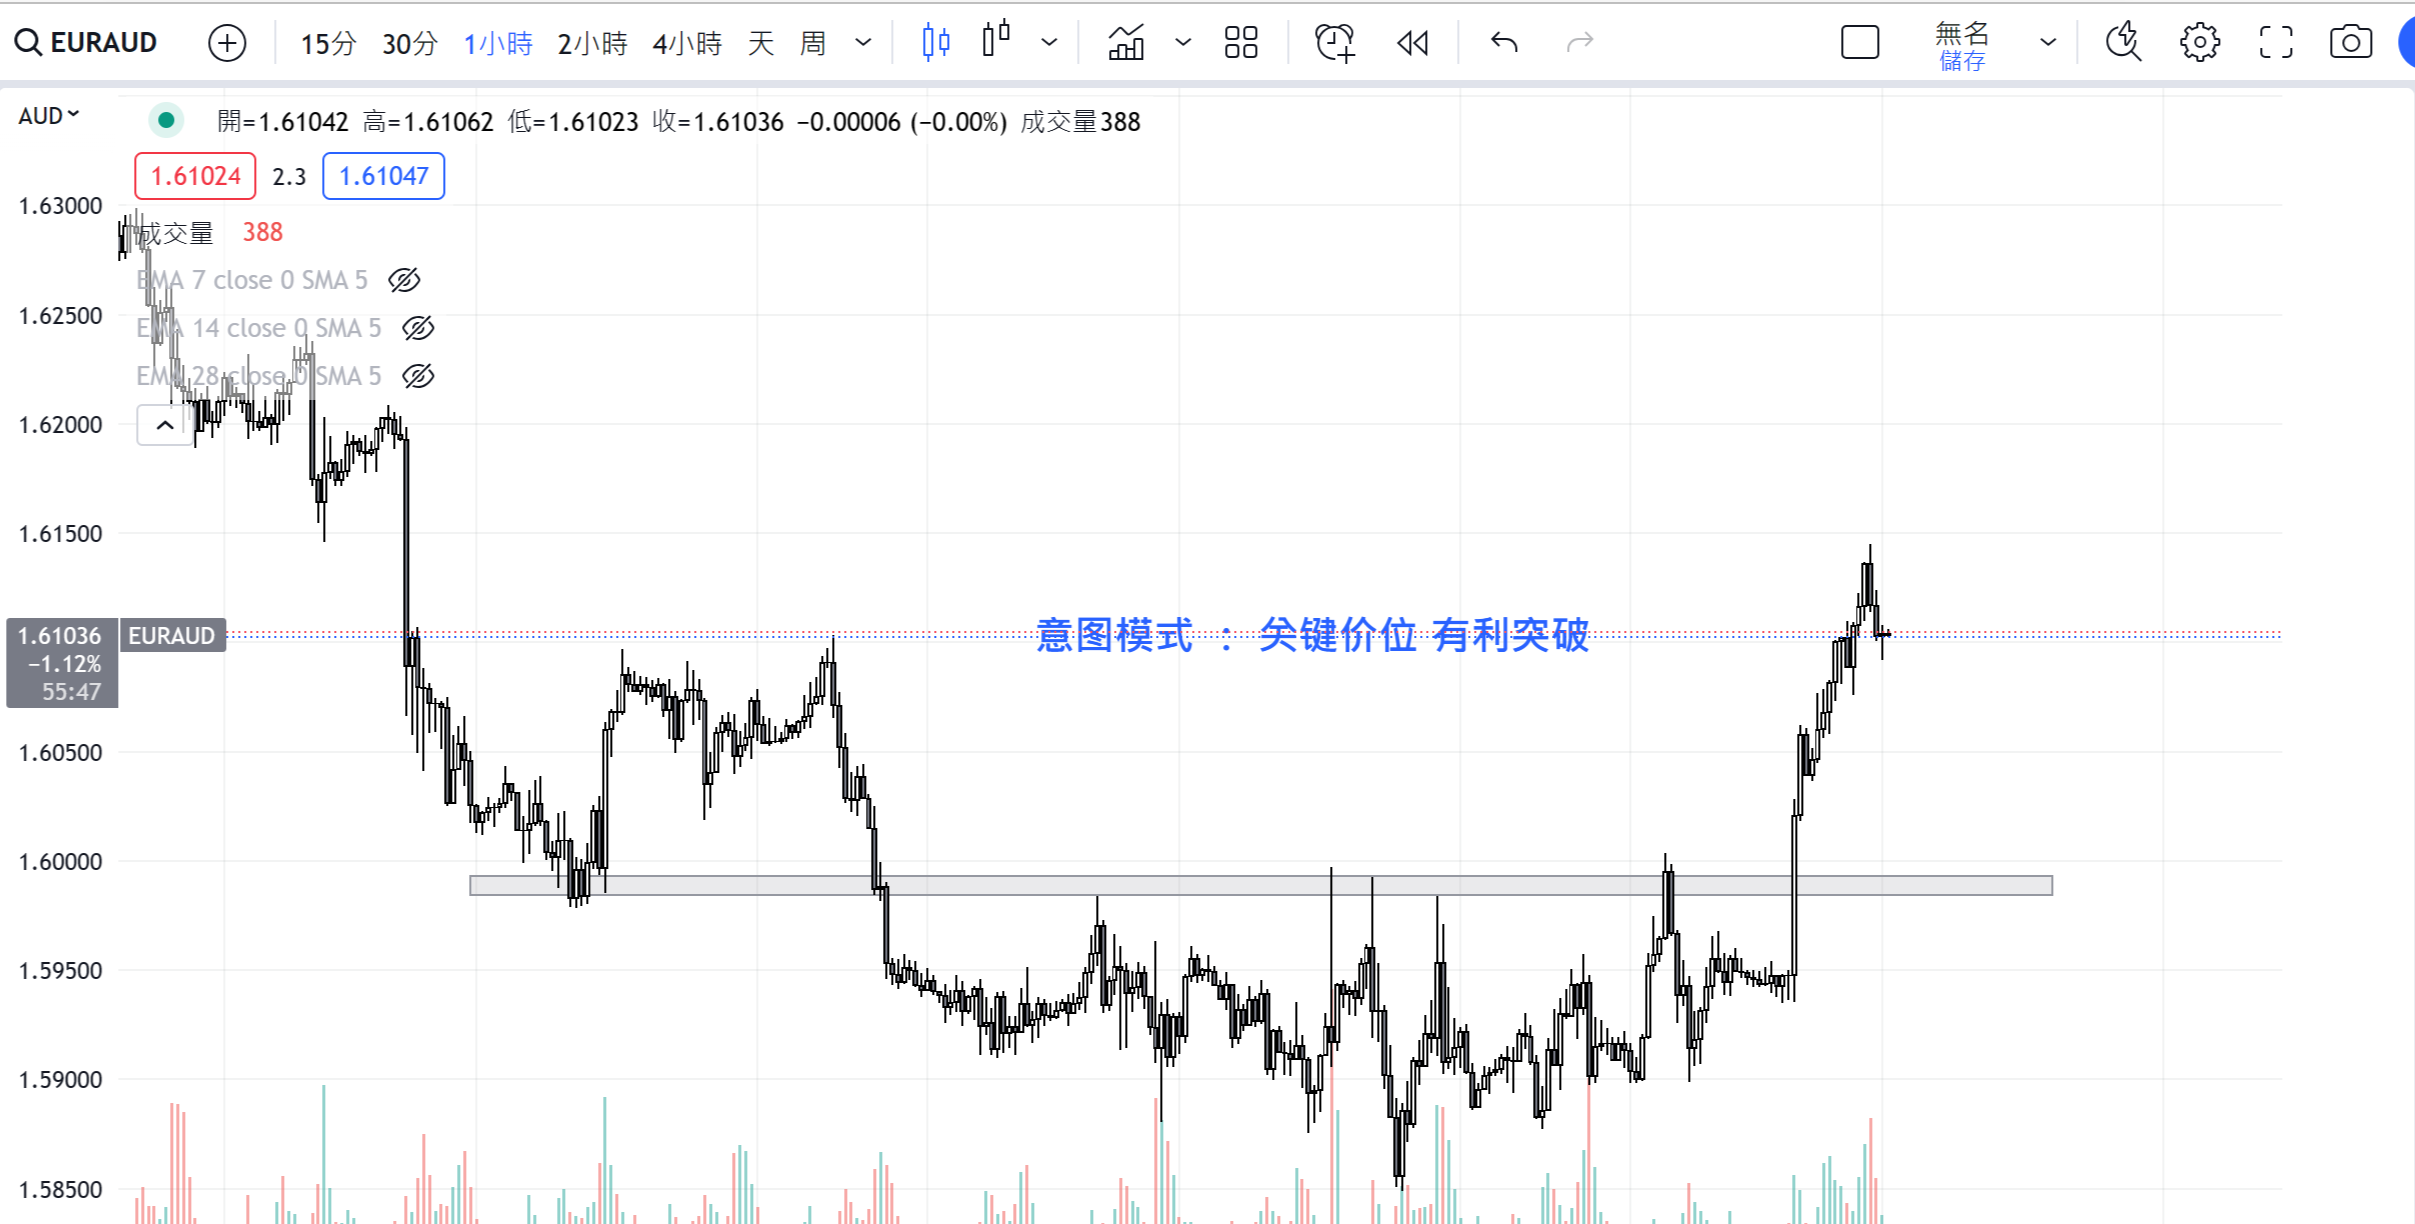 EURAUD 15分 30分 1小時 2小時 4小時 天 周 無名
儲存
AUD 開=1.61042 高=1.61062 低=1.61023 收=1.61036 −0.00006 (−0.00%) 成交量388
1.61024 2.3 1.61047
1.63000
成交量 388
EMA 7 close 0 SMA 5
1.62500
EMA 14 close 0 SMA 5
EMA 28 close 0 SMA 5
1.62000
1.61500
1.61036 EURAUD
−1.12%
55:47
意图模式 : 关键价位 有利突破
1.60500
1.60000
1.59500
1.59000
1.58500